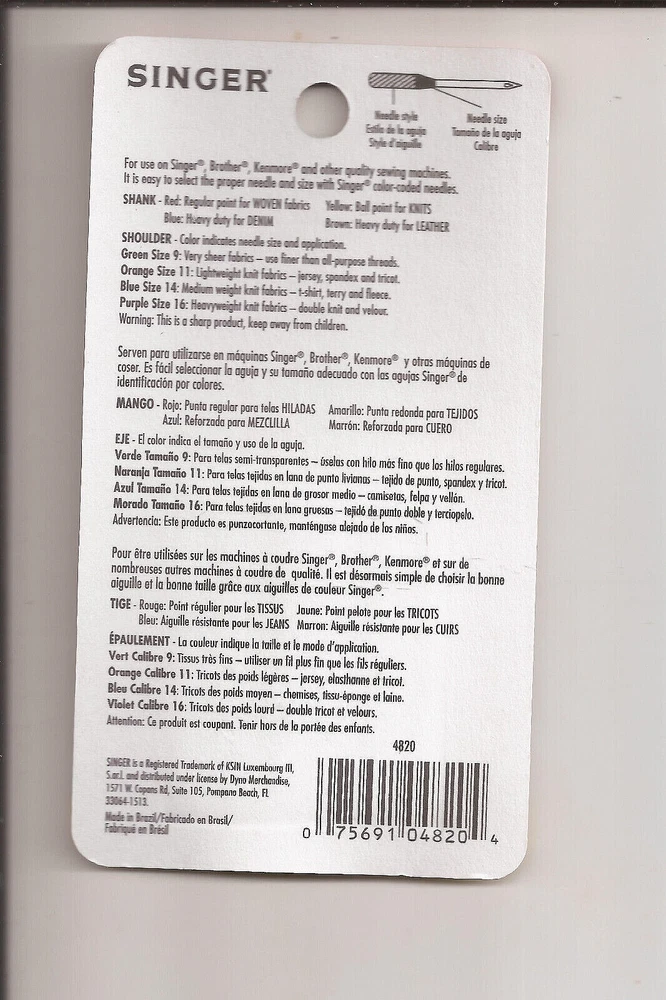 SINGER®
Needle style
Estilo de la aguja
Style d'aiguille
Needle size
Tamaño de la aguja
Calibre
For use on Singer®, Brother®, Kenmore® and other quality sewing machines.
It is easy to select the proper needle and size with Singer® color-coded needles.
SHANK - Red: Regular point for WOVEN fabrics Yellow: Ball point for KNITS
Blue: Heavy duty for DENIM Brown: Heavy duty for LEATHER
SHOULDER - Color indicates needle size and application.
Green Size 9: Very sheer fabrics – use finer than all-purpose threads.
Orange Size 11: Lightweight knit fabrics – jersey, spandex and tricot.
Blue Size 14: Medium weight knit fabrics – t-shirt, terry and fleece.
Purple Size 16: Heavyweight knit fabrics – double knit and velour.
Warning: This is a sharp product, keep away from children.
Serven para utilizarse en máquinas Singer®, Brother®, Kenmore® y otras máquinas de
coser. Es fácil seleccionar la aguja y su tamaño adecuado con las agujas Singer® de
identificación por colores.
MANGO - Rojo: Punta regular para telas HILADAS Amarillo: Punta redonda para TEJIDOS
Azul: Reforzada para MEZCLILLA Marrón: Reforzada para CUERO
EJE - El color indica el tamaño y uso de la aguja.
Verde Tamaño 9: Para telas semi-transparentes – úselas con hilo más fino que los hilos regulares.
Naranja Tamaño 11: Para telas tejidas en lana de punto livianas – tejido de punto, spandex y tricot.
Azul Tamaño 14: Para telas tejidas en lana de grosor medio – camisetas, felpa y vellón.
Morado Tamaño 16: Para telas tejidas en lana gruesas – tejidó de punto doble y terciopelo.
Advertencia: Este producto es punzocortante, manténgase alejado de los niños.
Pour être utilisées sur les machines à coudre Singer®, Brother®, Kenmore® et sur de
nombreuses autres machines à coudre de qualité. Il est désormais simple de choisir la bonne
aiguille et la bonne taille grâce aux aiguilles de couleur Singer®.
TIGE - Rouge: Point régulier pour les TISSUS Jaune: Point pelote pour les TRICOTS
Bleu: Aiguille résistante pour les JEANS Marron: Aiguille résistante pour les CUIRS
ÉPAULEMENT - La couleur indique la taille et le mode d'application.
Vert Calibre 9: Tissus très fins – utiliser un fil plus fin que les fils réguliers.
Orange Calibre 11: Tricots des poids légères – jersey, elasthanne et tricot.
Bleu Calibre 14: Tricots des poids moyen – chemises, tissu-éponge et laine.
Violet Calibre 16: Tricots des poids lourd – double tricot et velours.
Attention: Ce produit est coupant. Tenir hors de la portée des enfants.
4820
SINGER is a Registered Trademark of KSIN Luxembourg III,
S.ar.l. and distributed under license by Dyno Merchandise,
1571 W. Copans Rd, Suite 105, Pompano Beach, FL
33064-1513.
Made in Brazil/Fabricado en Brasil/
Fabriqué en Brésil
0 75691 04820 4